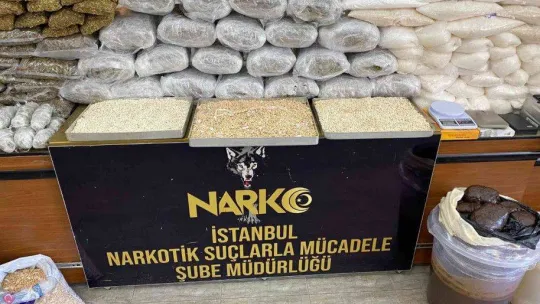 NARKO
İSTANBUL
NARKOTİK SUÇLARLA MÜCADELE
ŞUBE MÜDÜRLÜĞÜ